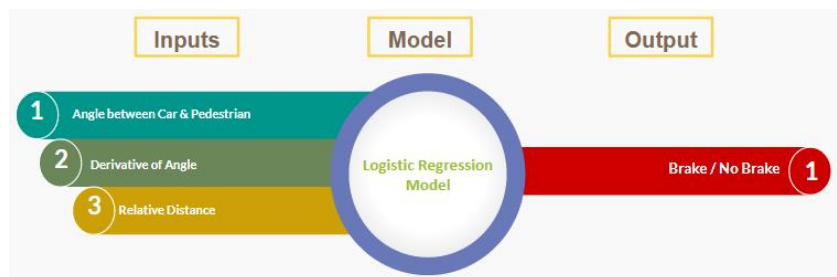 Inputs
Model
Output
1 Angle between Car & Pedestrian
2 Derivative of Angle
3 Relative Distance
Logistic Regression
Model
Brake / No Brake 1